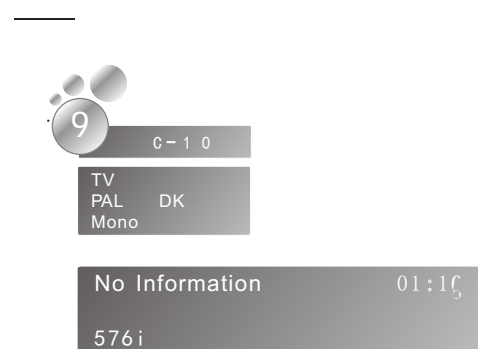 9
C-10
TV
PAL DK
Mono
No Information
576i